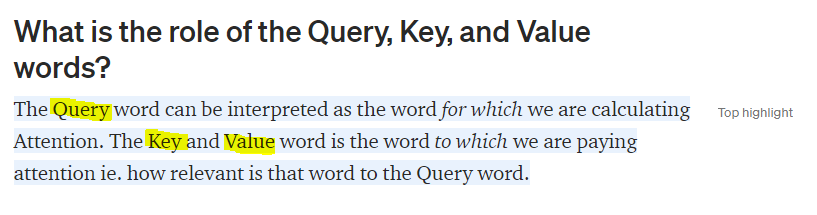 What is the role of the Query, Key, and Value
words?
The Query word can be interpreted as the word for which we are calculating
Top highlight
Attention. The Key and Value word is the word to which we are paying
attention ie. how relevant is that word to the Query word.